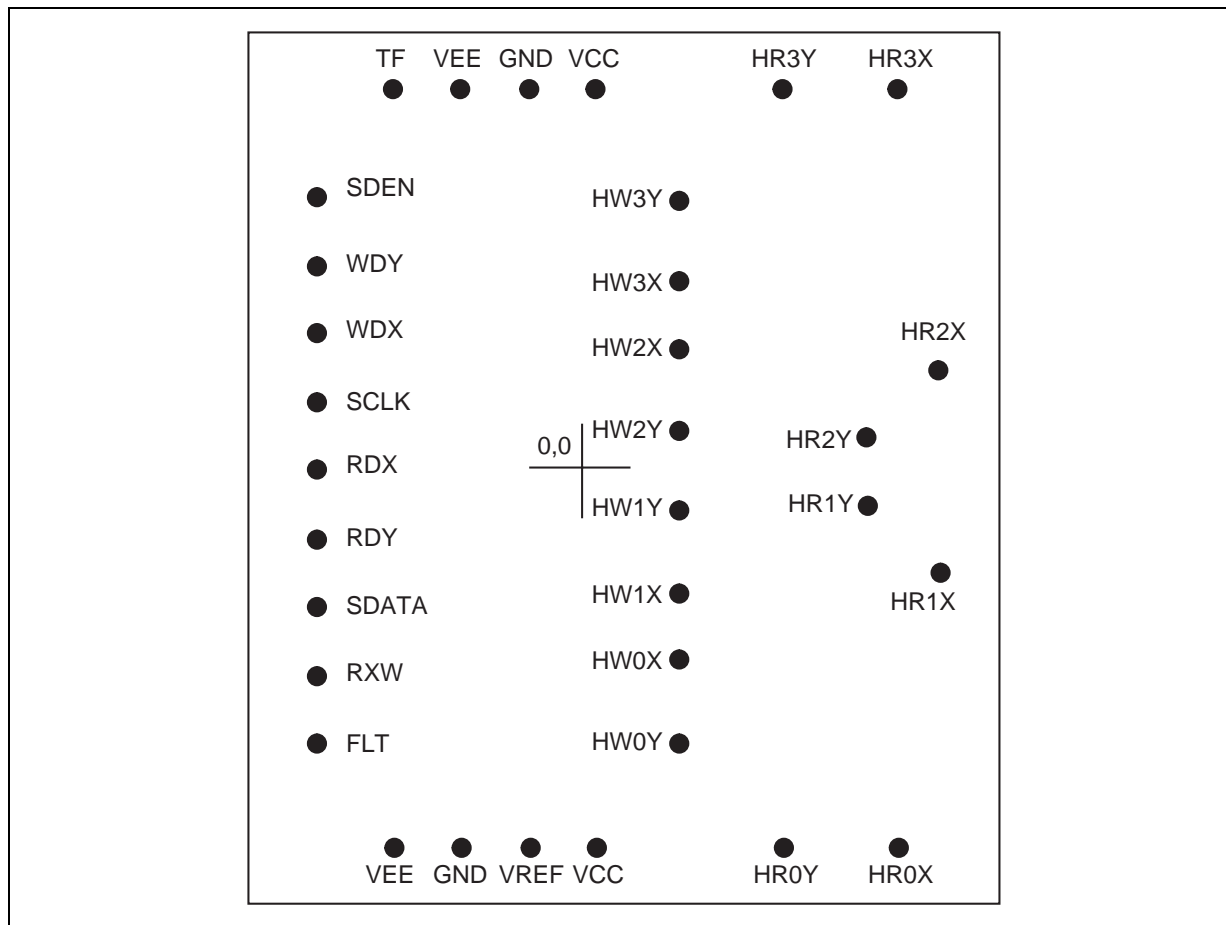 TF VEE GND VCC HR3Y HR3X
SDEN
HW3Y
WDY
HW3X
WDX
HR2X
HW2X
SCLK
HW2Y
HR2Y
0,0
RDX
HR1Y
HW1Y
RDY
HW1X
HR1X
SDATA
HW0X
RXW
FLT
HW0Y
VEE GND VREF VCC HR0Y HR0X